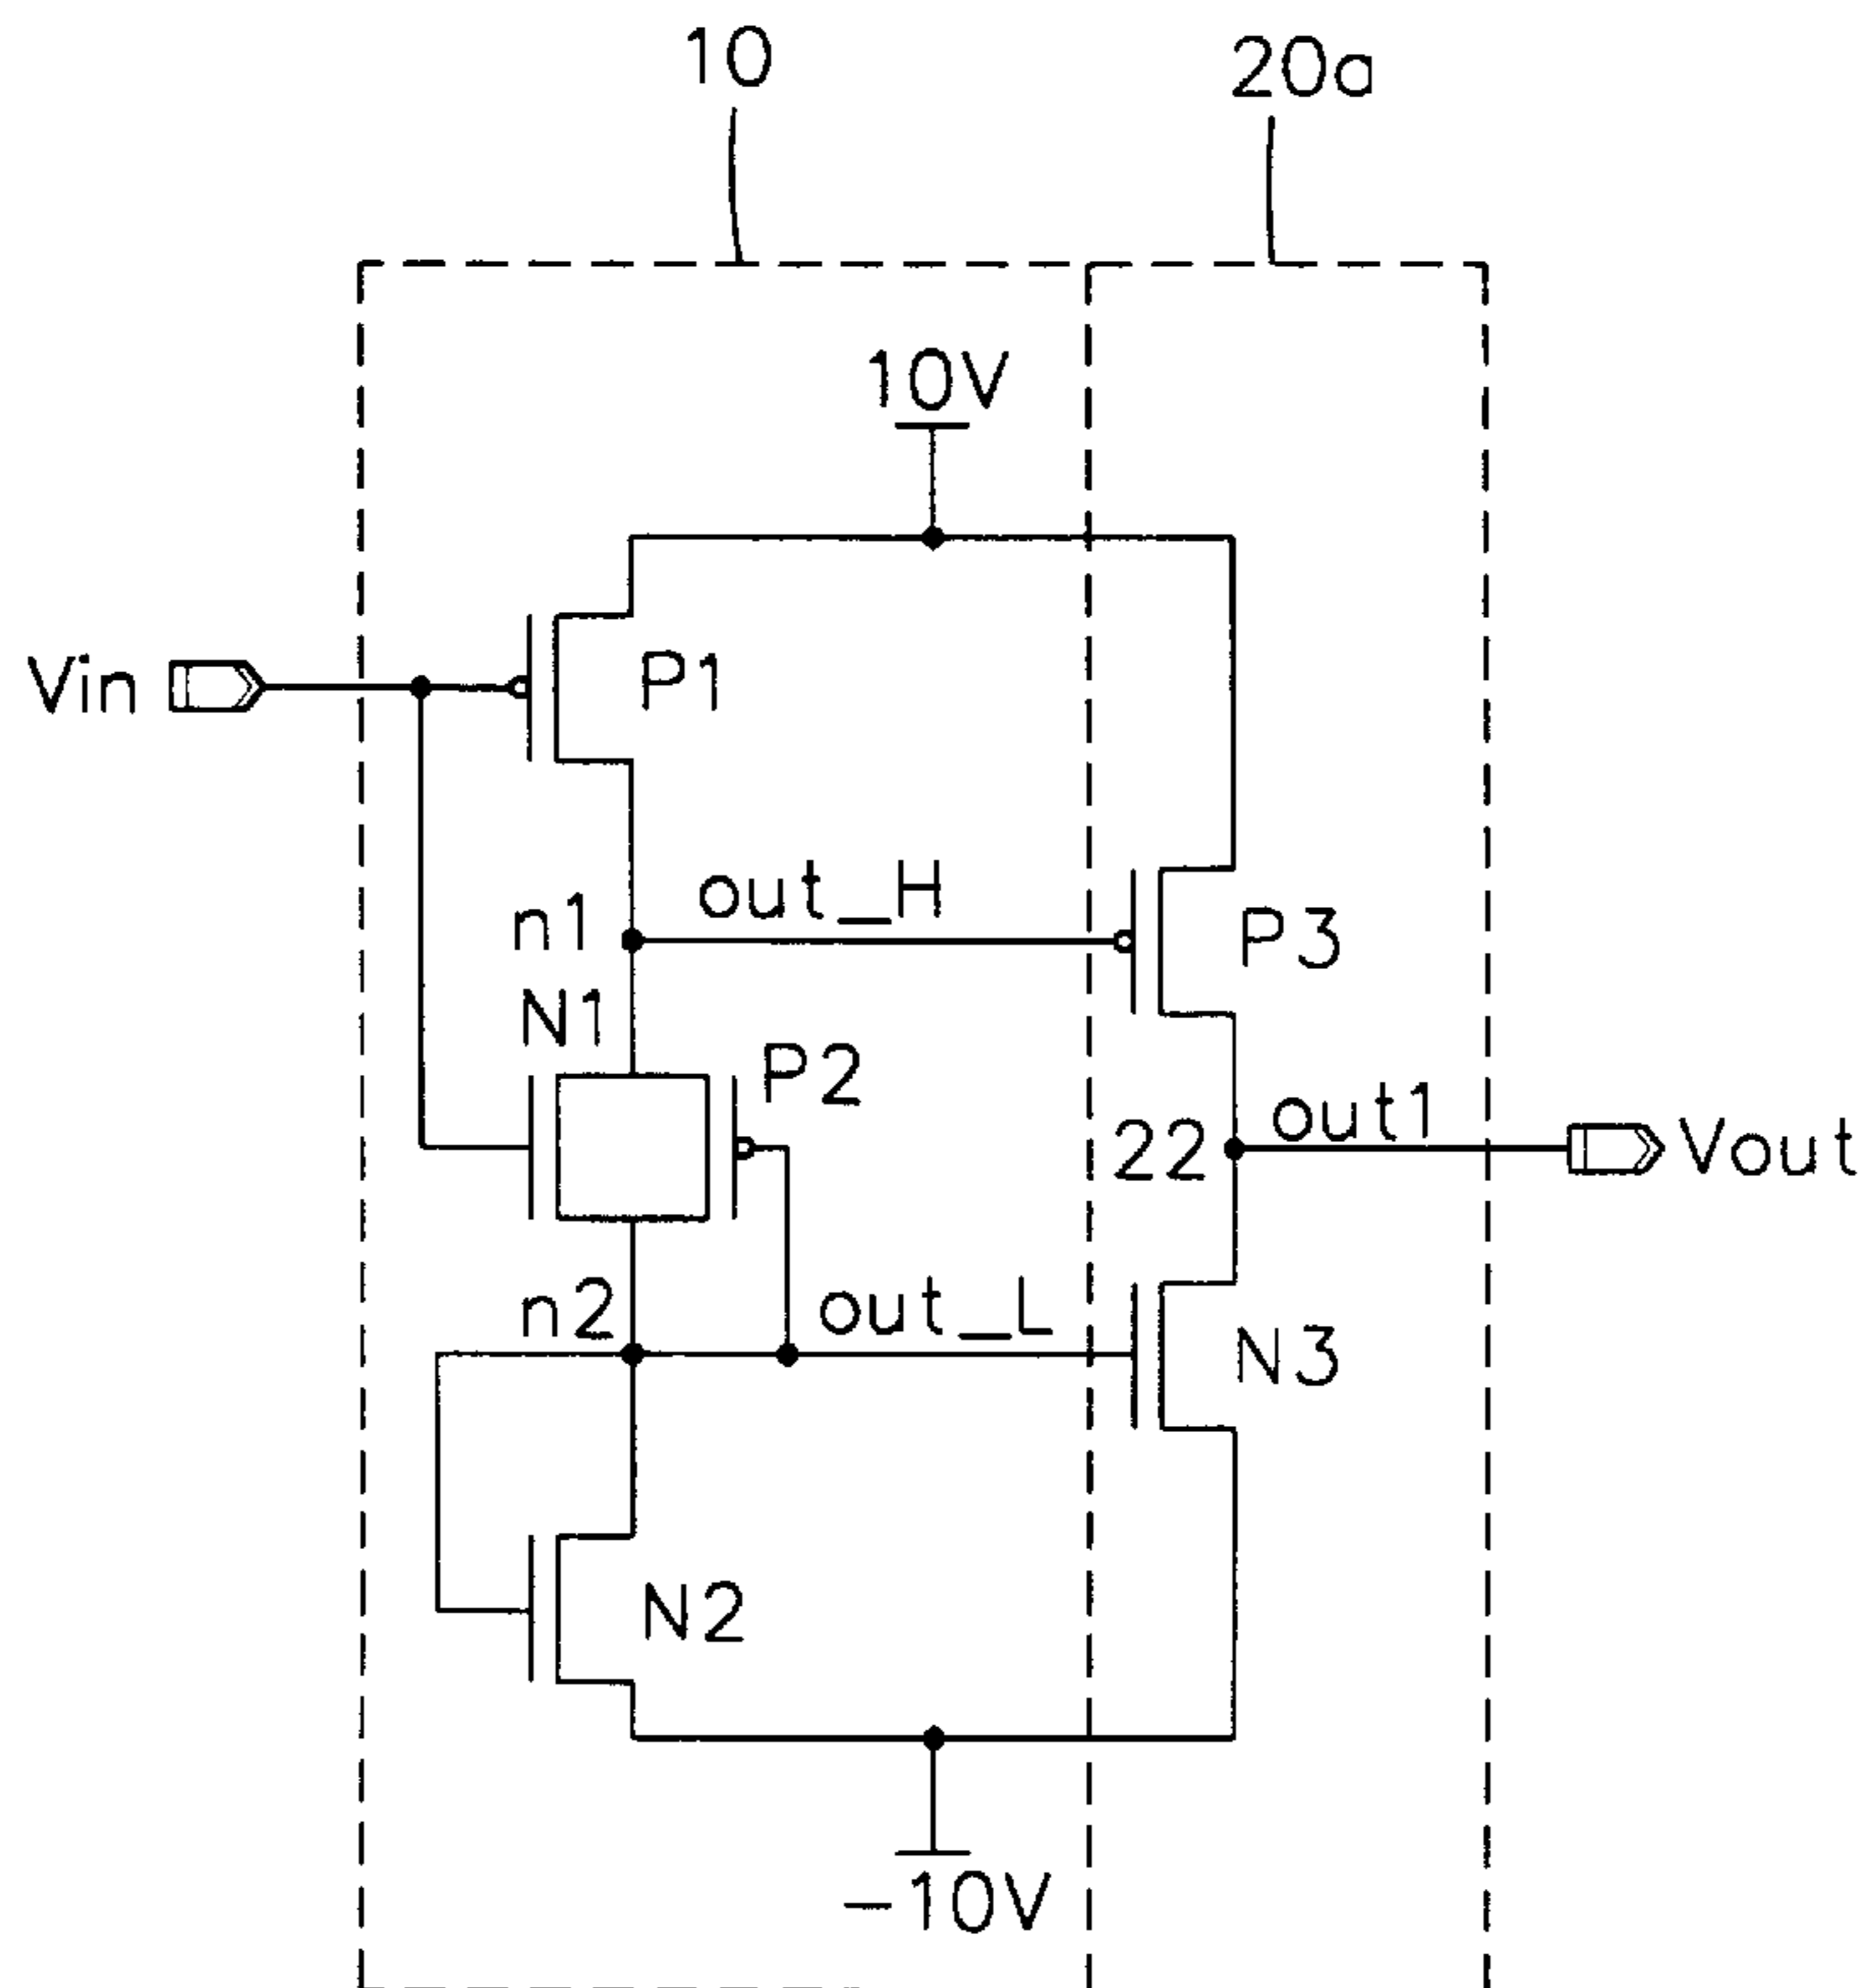 10
20a
10V
Vin
P1
out_H
n1
P3
N1
P2
out1
22
Vout
n2
out_L
N3
N2
-10V